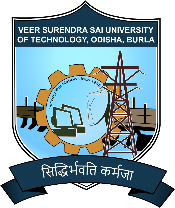 VEER SURENDRA SAI UNIVERSITY
OF TECHNOLOGY, ODISHA, BURLA
सिद्धिर्भवति कर्मजा